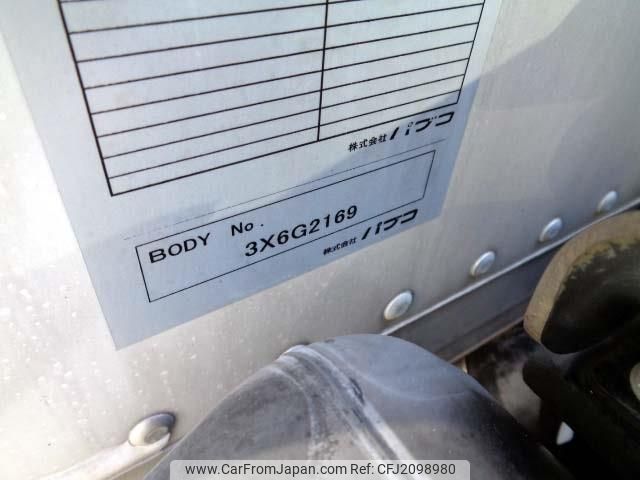 株式会社 パブコ
BODY No.
3X6G2169
株式会社 パブコ
www.CarFromJapan.com | CFJ2098980